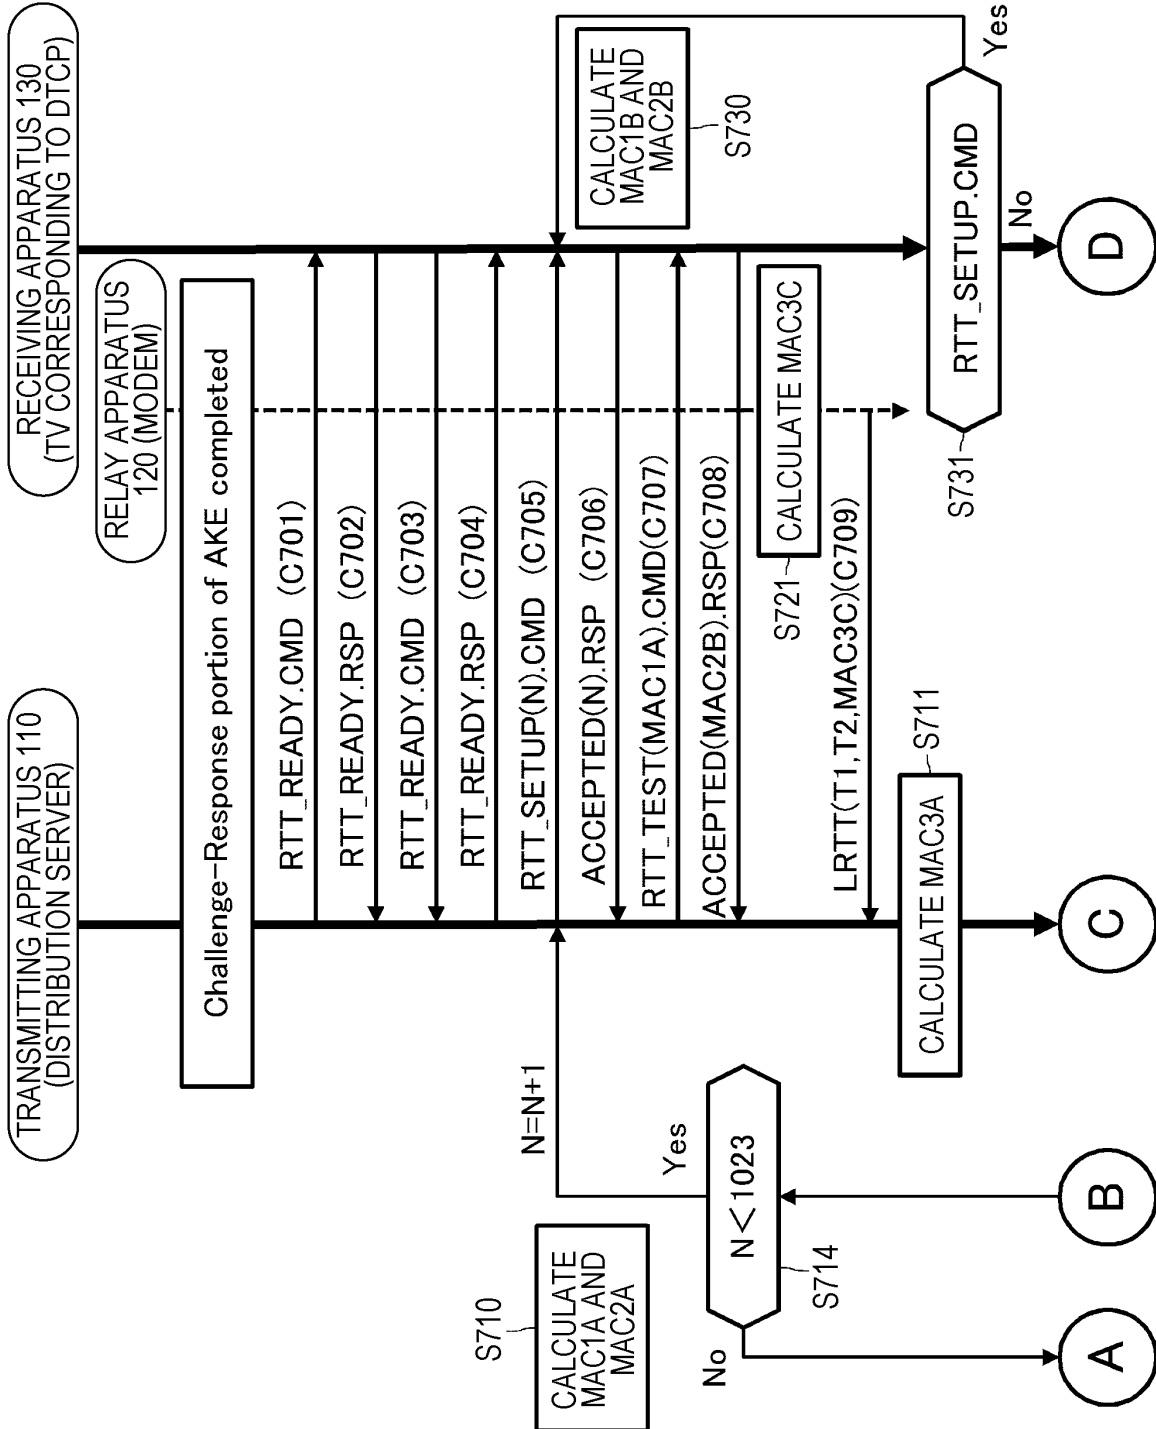 TRANSMITTING APPARATUS 110
(DISTRIBUTION SERVER)
RELAY APPARATUS
120 (MODEM)
RECEIVING APPARATUS 130
(TV CORRESPONDING TO DTCP)
Challenge-Response portion of AKE completed
RTT_READY.CMD (C701)
RTT_READY.RSP (C702)
RTT_READY.CMD (C703)
RTT_READY.RSP (C704)
S710
CALCULATE
MAC1A AND
MAC2A
N=N+1
RTT_SETUP(N).CMD (C705)
CALCULATE
MAC1B AND
MAC2B
S730
ACCEPTED(N).RSP (C706)
RTT_TEST(MAC1A).CMD(C707)
ACCEPTED(MAC2B).RSP(C708)
No
N<1023
Yes
S714
S721
CALCULATE MAC3C
LRTT(T1,T2,MAC3C)(C709)
CALCULATE MAC3A
S711
S731
RTT_SETUP.CMD
Yes
No
A
B
C
D